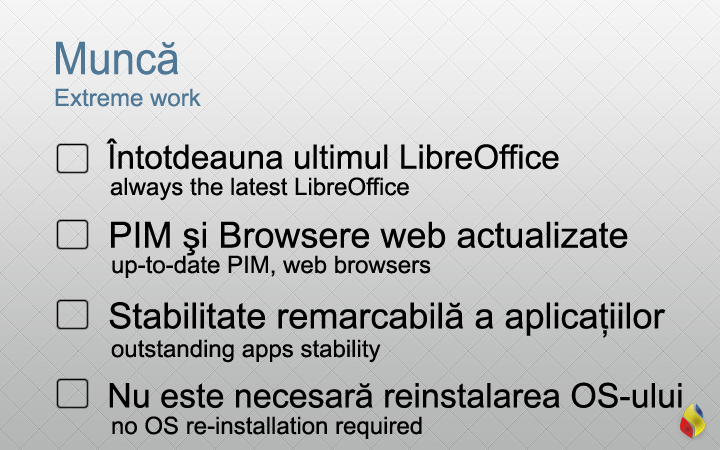 Muncă
Extreme work
Întotdeauna ultimul LibreOffice
always the latest LibreOffice
PIM şi Browsere web actualizate
up-to-date PIM, web browsers
Stabilitate remarcabilă a aplicațiilor
outstanding apps stability
Nu este necesară reinstalarea OS-ului
no OS re-installation required